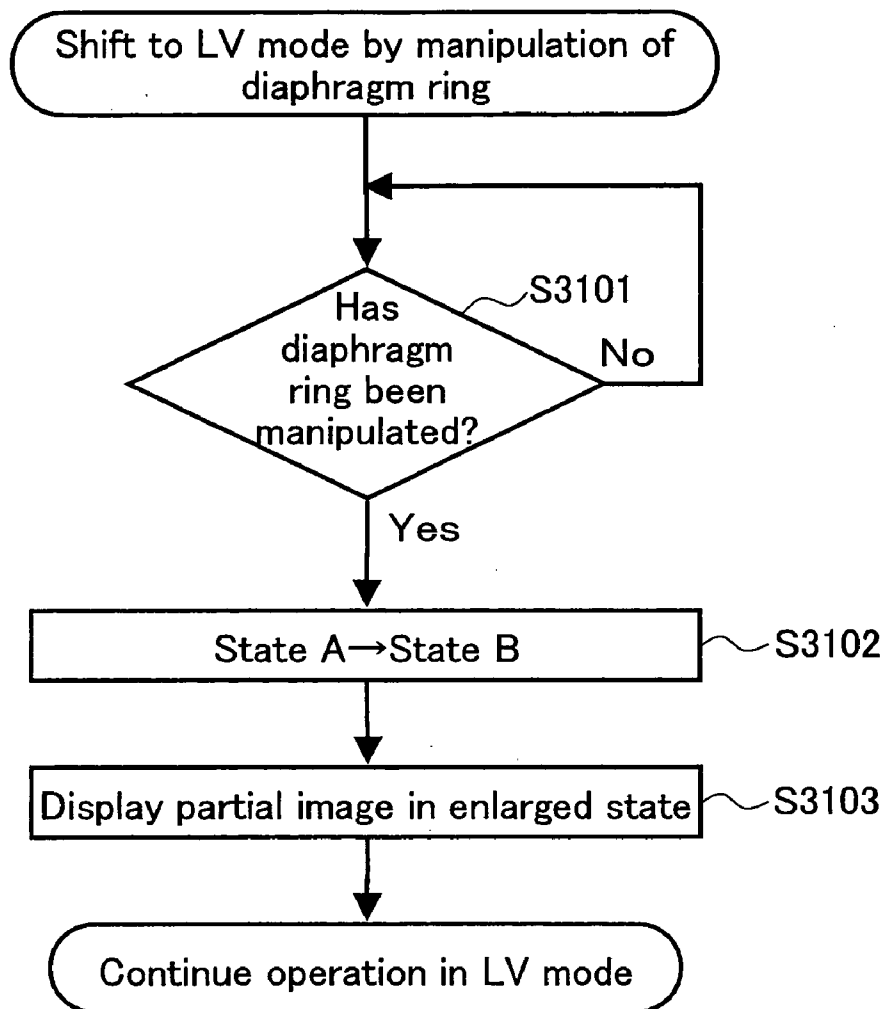 Shift to LV mode by manipulation of
diaphragm ring
S3101
Has
diaphragm
ring been
manipulated?
No
Yes
State A→State B
S3102
Display partial image in enlarged state
S3103
Continue operation in LV mode